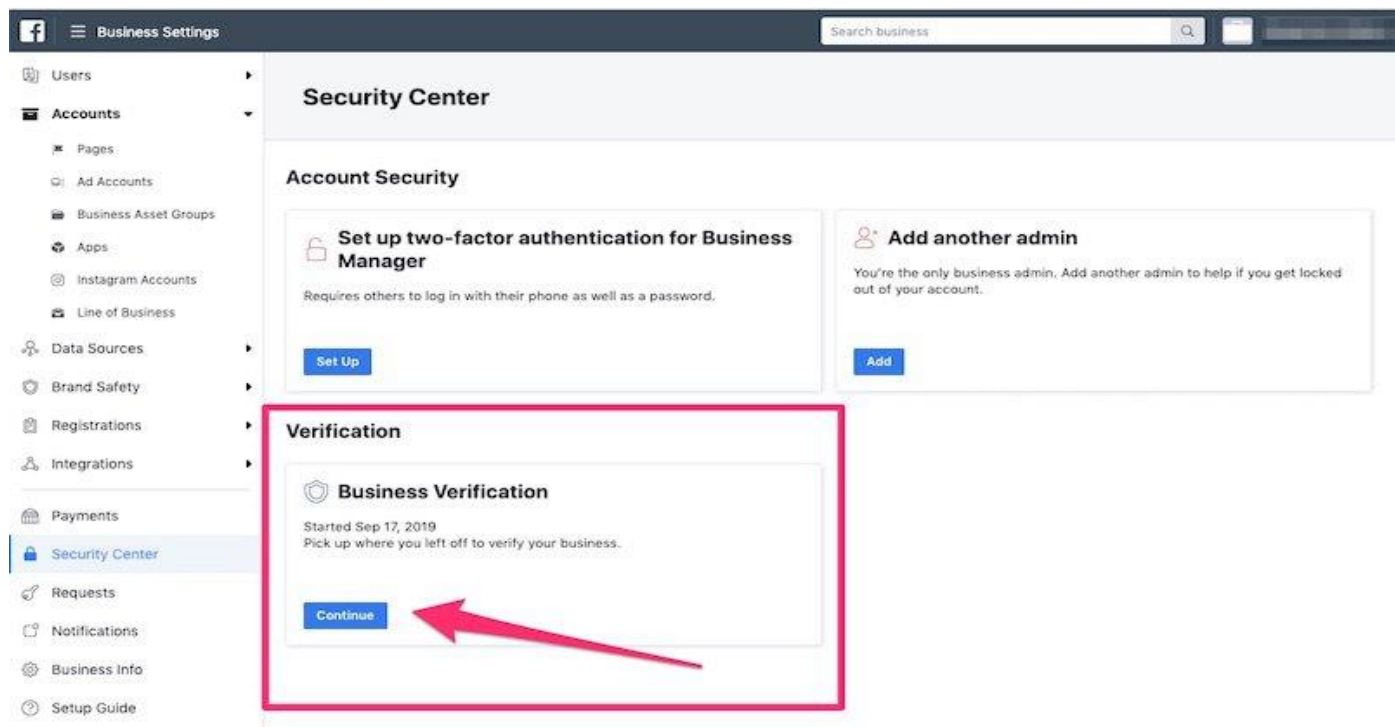 f Business Settings
Search business
Users
Accounts
Pages
Ad Accounts
Business Asset Groups
Apps
Instagram Accounts
Line of Business
Data Sources
Brand Safety
Registrations
Integrations
Payments
Security Center
Requests
Notifications
Business Info
Setup Guide
Security Center
Account Security
Set up two-factor authentication for Business
Manager
Requires others to log in with their phone as well as a password.
Set Up
Add another admin
You're the only business admin. Add another admin to help if you get locked
out of your account.
Add
Verification
Business Verification
Started Sep 17, 2019
Pick up where you left off to verify your business.
Continue